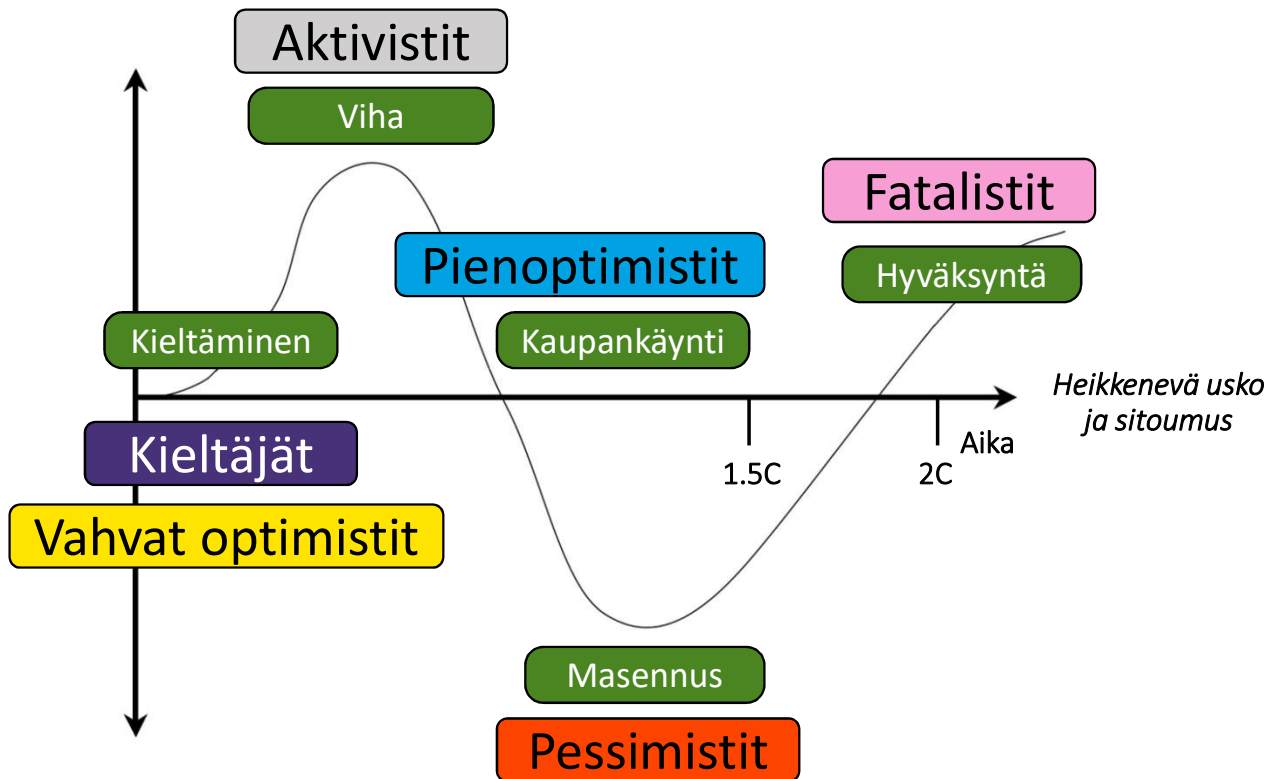 Aktivistit
Viha
Fatalistit
Pienoptimistit
Hyväksyntä
Kieltäminen
Kaupankäynti
Heikkenevä usko
ja sitoumus
Aika
Kieltäjät
1.5C
2C
Vahvat optimistit
Masennus
Pessimistit